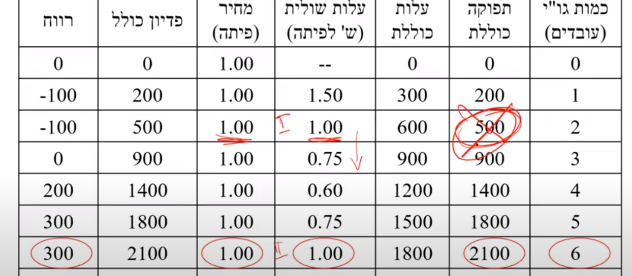 כמות גו"י תפוקה עלות עלות שולית מחיר פדיון כולל רווח
(עובדים) כוללת כוללת (ש' לפיתה) (פיתה)
0 0 0 -- 1.00 0 0
1 200 300 1.50 1.00 200 -100
2 500 600 1.00 I 1.00 500 -100
3 900 900 0.75 1.00 900 0
4 1400 1200 0.60 1.00 1400 200
5 1800 1500 0.75 1.00 1800 300
6 2100 1800 1.00 II 1.00 2100 300